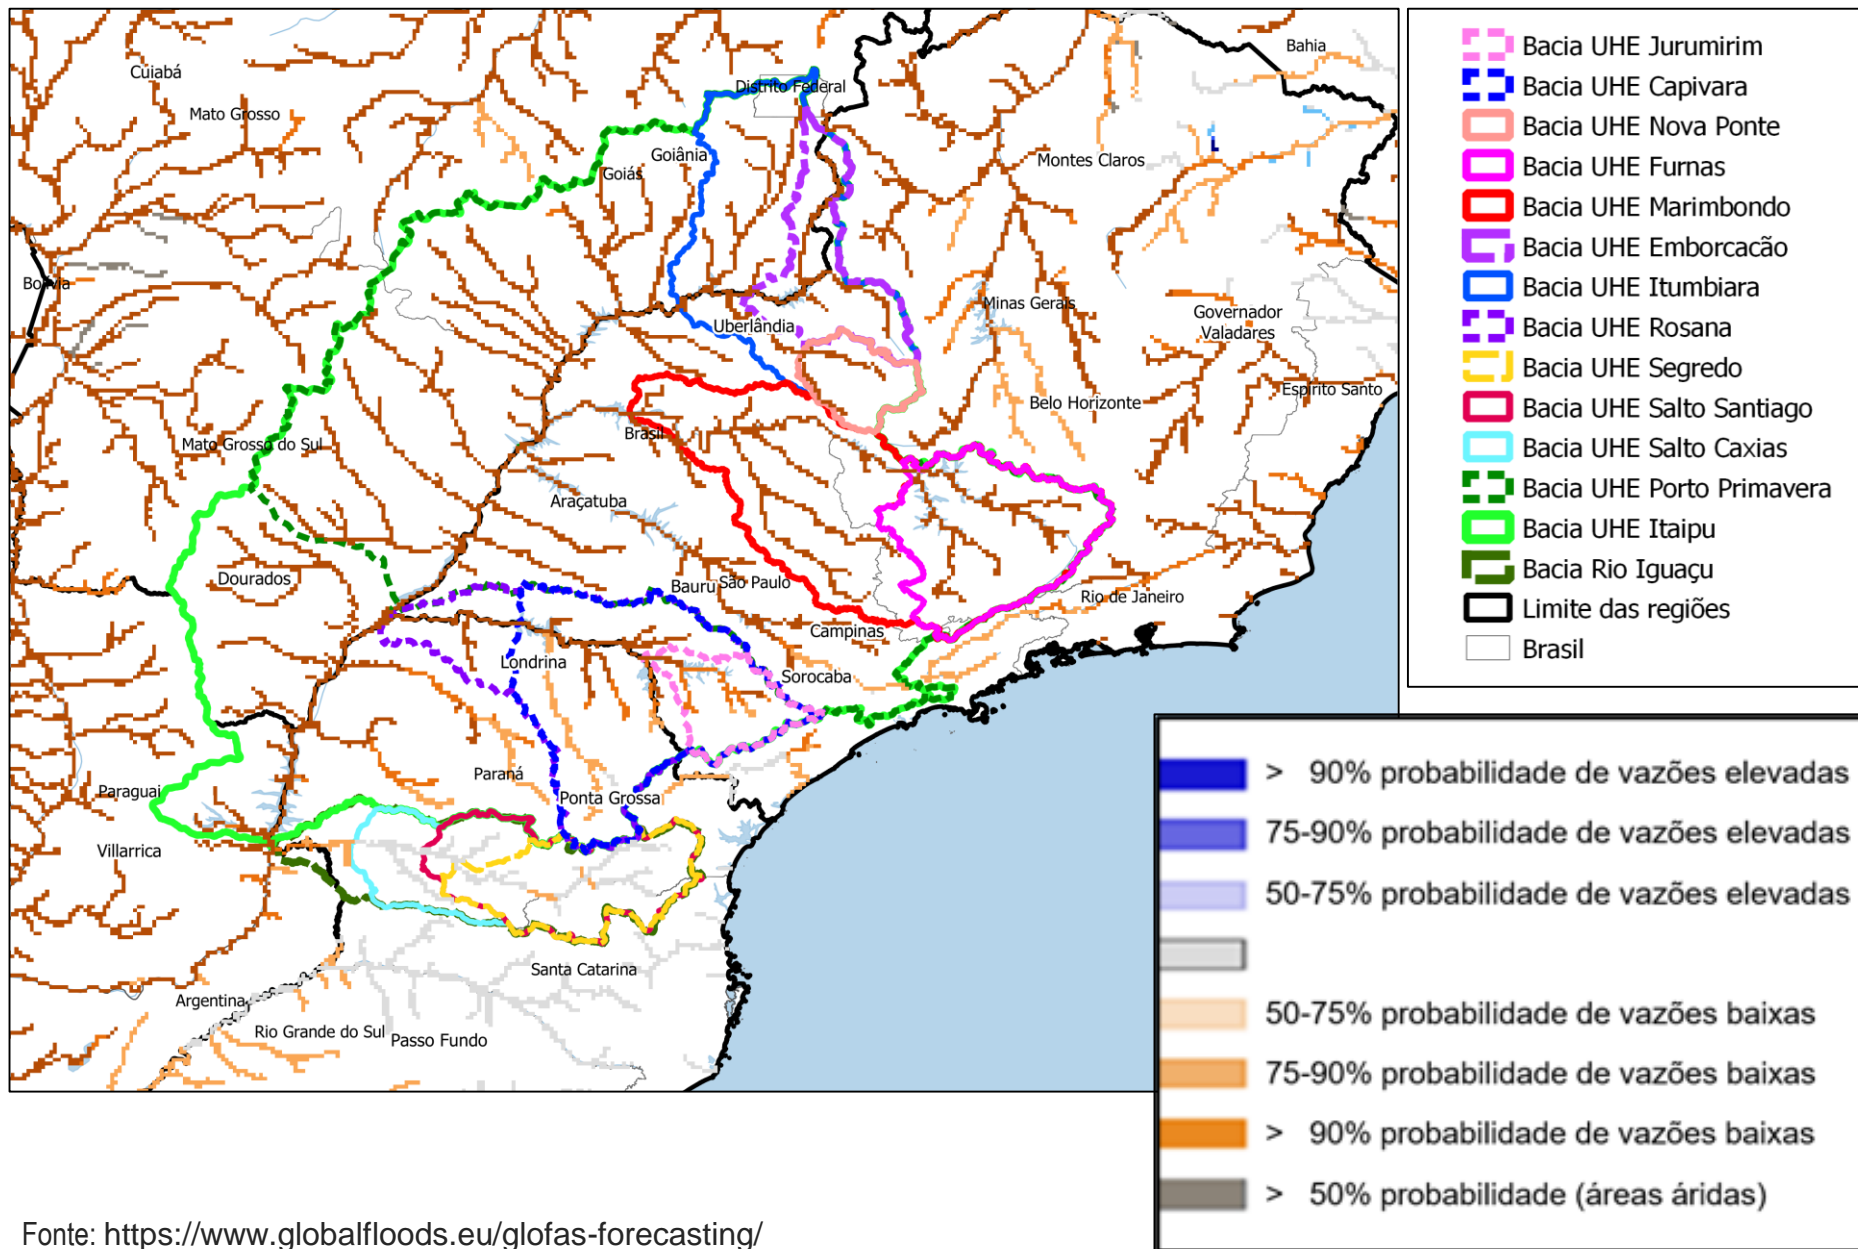 Cuiabá
Mato Grosso
Distrito Federal
Bahia
Goiânia
Goiás
Montes Claros
Bolívia
Uberlândia
Minas Gerais
Governador
Valadares
Espírito Santo
Belo Horizonte
Brasil
Mato Grosso do Sul
Araçatuba
Dourados
Bauru
São Paulo
Rio de Janeiro
Campinas
Londrina
Sorocaba
Paraná
Paraguai
Ponta Grossa
Villarrica
Santa Catarina
Argentina
Rio Grande do Sul
Passo Fundo
Bacia UHE Jurumirim
Bacia UHE Capivara
Bacia UHE Nova Ponte
Bacia UHE Furnas
Bacia UHE Marimbondo
Bacia UHE Emborcacão
Bacia UHE Itumbiara
Bacia UHE Rosana
Bacia UHE Segredo
Bacia UHE Salto Santiago
Bacia UHE Salto Caxias
Bacia UHE Porto Primavera
Bacia UHE Itaipu
Bacia Rio Iguaçu
Limite das regiões
Brasil
> 90% probabilidade de vazões elevadas
75-90% probabilidade de vazões elevadas
50-75% probabilidade de vazões elevadas
50-75% probabilidade de vazões baixas
75-90% probabilidade de vazões baixas
> 90% probabilidade de vazões baixas
> 50% probabilidade (áreas áridas)
Fonte: https://www.globalfloods.eu/glofas-forecasting/